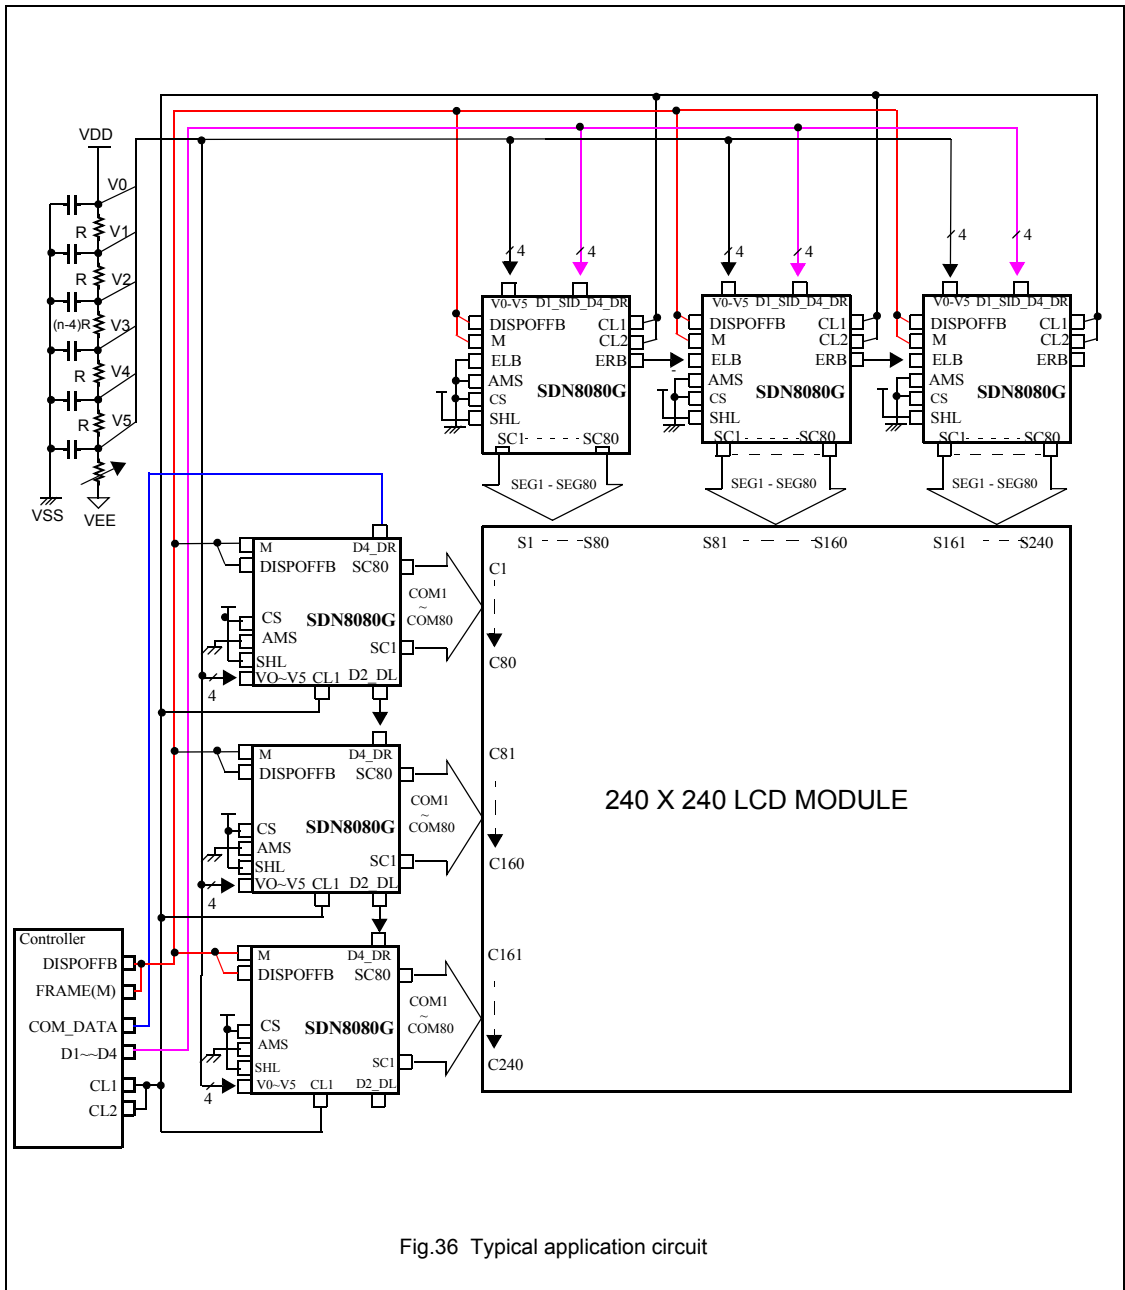 VDD
V0
R
V1
R
V2
(n-4)R
V3
R
V4
R
V5
VSS
VEE
4
4
4
4
4
4
V0-V5 D1_SID_D4_DR
DISPOFFB
CL1
M
CL2
ELB
ERB
AMS
SDN8080G
CS
SHL
SC1 - - - - - SC80
SEG1 - SEG80
V0-V5 D1_SID_D4_DR
DISPOFFB
CL1
M
CL2
ELB
ERB
AMS
SDN8080G
CS
SHL
SC1 - - - - - SC80
SEG1 - SEG80
V0-V5 D1_SID_D4_DR
DISPOFFB
CL1
M
CL2
ELB
ERB
AMS
SDN8080G
CS
SHL
SC1 - - - - - SC80
SEG1 - SEG80
S1 - - - S80
S81 - - - - S160
S161 - - - S240
M
D4_DR
DISPOFFB
SC80
CS
SDN8080G
AMS
SC1
SHL
VO~V5 CL1 D2_DL
4
COM1
~
COM80
C1
C80
M
D4_DR
DISPOFFB
SC80
CS
SDN8080G
AMS
SC1
SHL
VO~V5 CL1 D2_DL
4
COM1
~
COM80
C81
C160
240 X 240 LCD MODULE
M
D4_DR
DISPOFFB
SC80
CS
SDN8080G
AMS
SC1
SHL
V0~V5 CL1 D2_DL
4
COM1
~
COM80
C161
C240
Controller
DISPOFFB
FRAME(M)
COM_DATA
D1~~D4
CL1
CL2
Fig.36 Typical application circuit